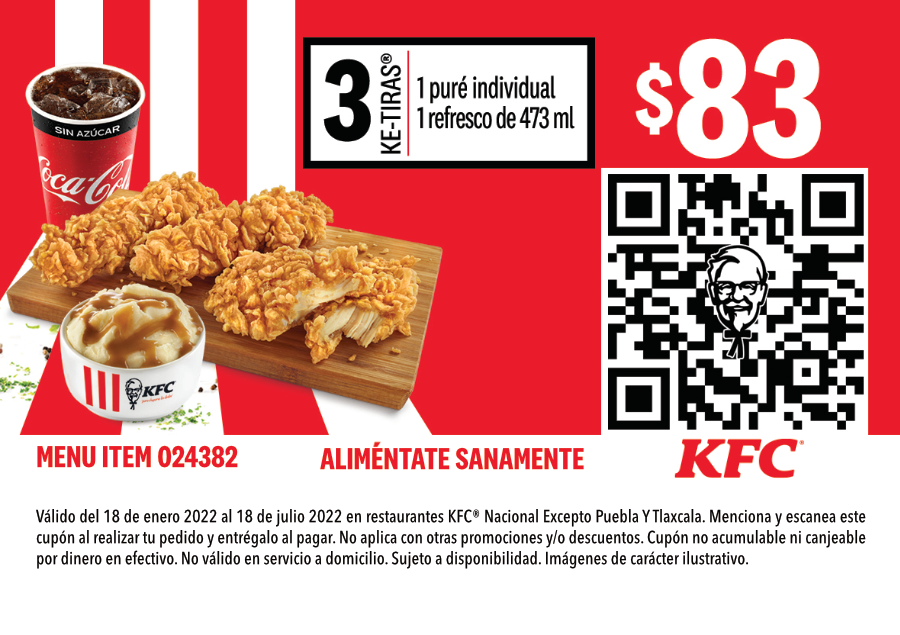 SIN AZÚCAR
Coca-Co
KFC
3
KE-TIRAS®
1 puré individual
1 refresco de 473 ml
$83
MENU ITEM 024382
ALIMÉNTATE SANAMENTE
KFC®
Válido del 18 de enero 2022 al 18 de julio 2022 en restaurantes KFC® Nacional Excepto Puebla Y Tlaxcala. Menciona y escanea este
cupón al realizar tu pedido y entrégalo al pagar. No aplica con otras promociones y/o descuentos. Cupón no acumulable ni canjeable
por dinero en efectivo. No válido en servicio a domicilio. Sujeto a disponibilidad. Imágenes de carácter ilustrativo.